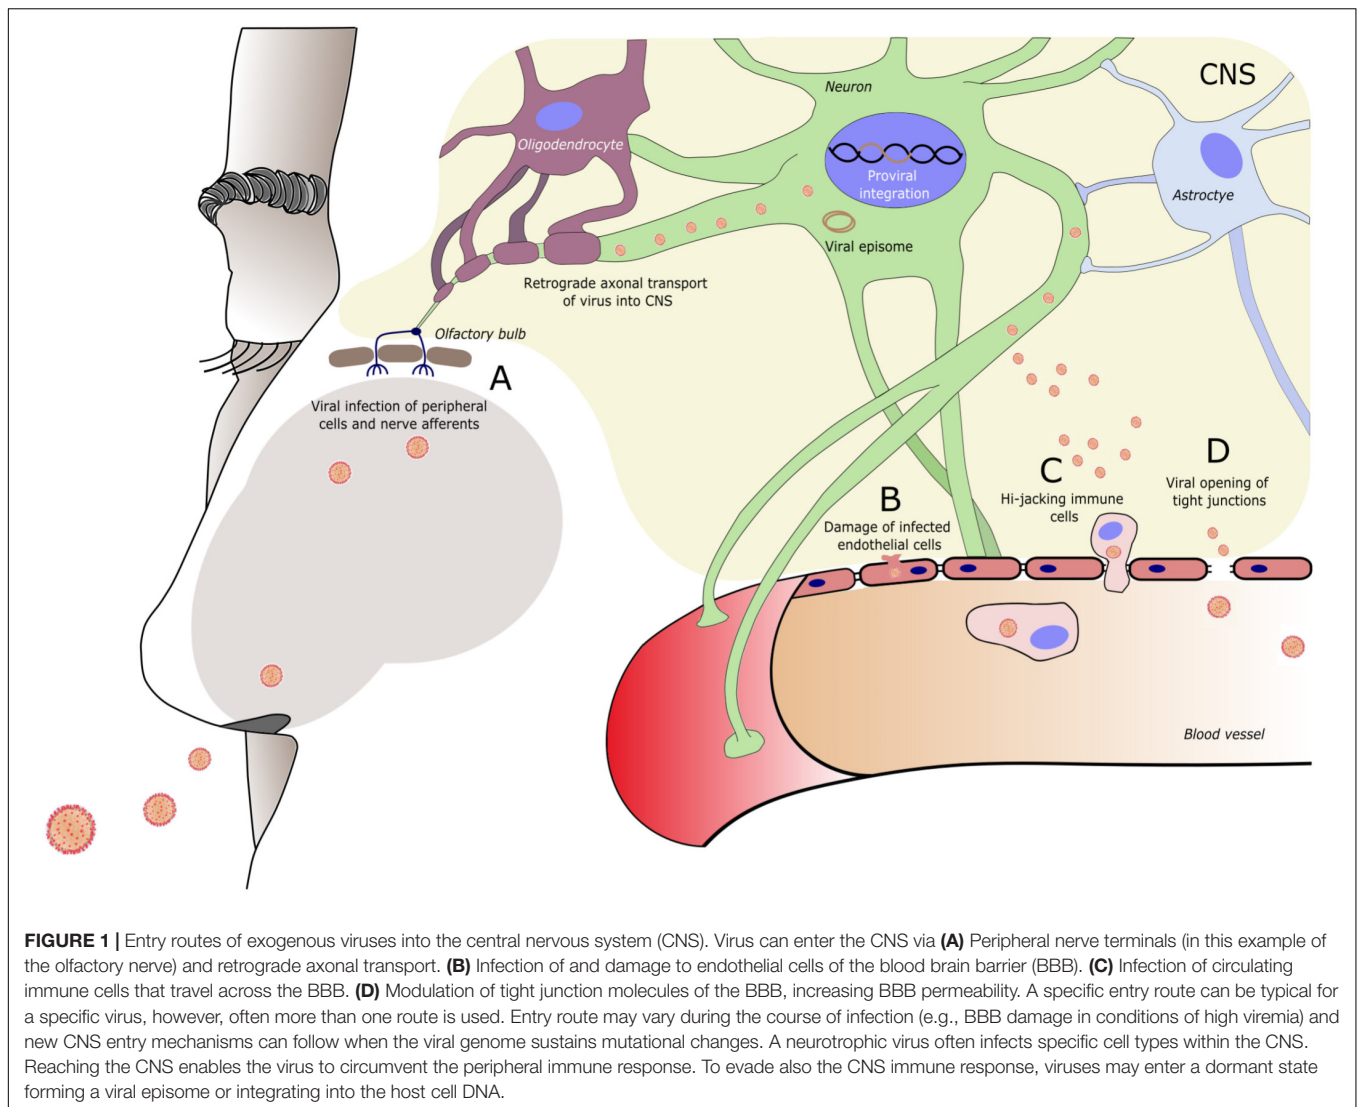 CNS
Neuron
Oligodendrocyte
Proviral
integration
Astroctye
Viral episome
Retrograde axonal transport
of virus into CNS
Olfactory bulb
A
Viral infection of peripheral
cells and nerve afferents
B
Damage of infected
endothelial cells
C
Hi-jacking immune
cells
D
Viral opening of
tight junctions
Blood vessel
FIGURE 1 | Entry routes of exogenous viruses into the central nervous system (CNS). Virus can enter the CNS via (A) Peripheral nerve terminals (in this example of
the olfactory nerve) and retrograde axonal transport. (B) Infection of and damage to endothelial cells of the blood brain barrier (BBB). (C) Infection of circulating
immune cells that travel across the BBB. (D) Modulation of tight junction molecules of the BBB, increasing BBB permeability. A specific entry route can be typical for
a specific virus, however, often more than one route is used. Entry route may vary during the course of infection (e.g., BBB damage in conditions of high viremia) and
new CNS entry mechanisms can follow when the viral genome sustains mutational changes. A neurotrophic virus often infects specific cell types within the CNS.
Reaching the CNS enables the virus to circumvent the peripheral immune response. To evade also the CNS immune response, viruses may enter a dormant state
forming a viral episome or integrating into the host cell DNA.